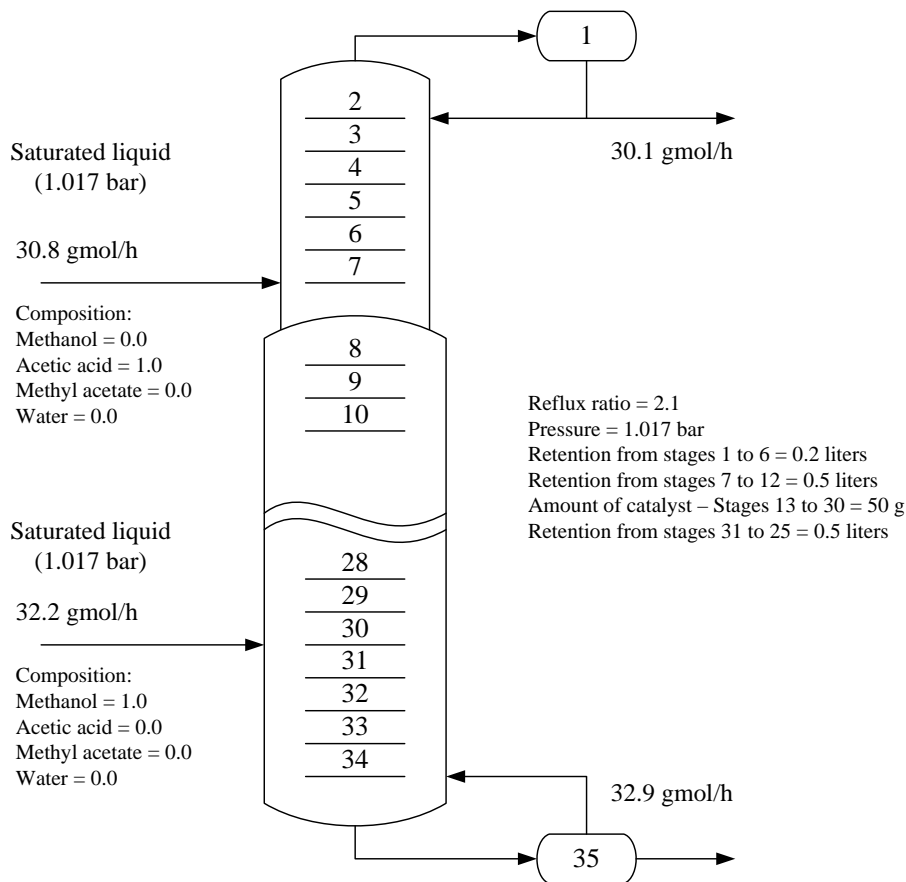 1
2
3
4
5
6
7
30.1 gmol/h
Saturated liquid
(1.017 bar)
30.8 gmol/h
Composition:
Methanol = 0.0
Acetic acid = 1.0
Methyl acetate = 0.0
Water = 0.0
8
9
10
Reflux ratio = 2.1
Pressure = 1.017 bar
Retention from stages 1 to 6 = 0.2 liters
Retention from stages 7 to 12 = 0.5 liters
Amount of catalyst – Stages 13 to 30 = 50 g
Retention from stages 31 to 25 = 0.5 liters
Saturated liquid
(1.017 bar)
32.2 gmol/h
Composition:
Methanol = 1.0
Acetic acid = 0.0
Methyl acetate = 0.0
Water = 0.0
28
29
30
31
32
33
34
32.9 gmol/h
35